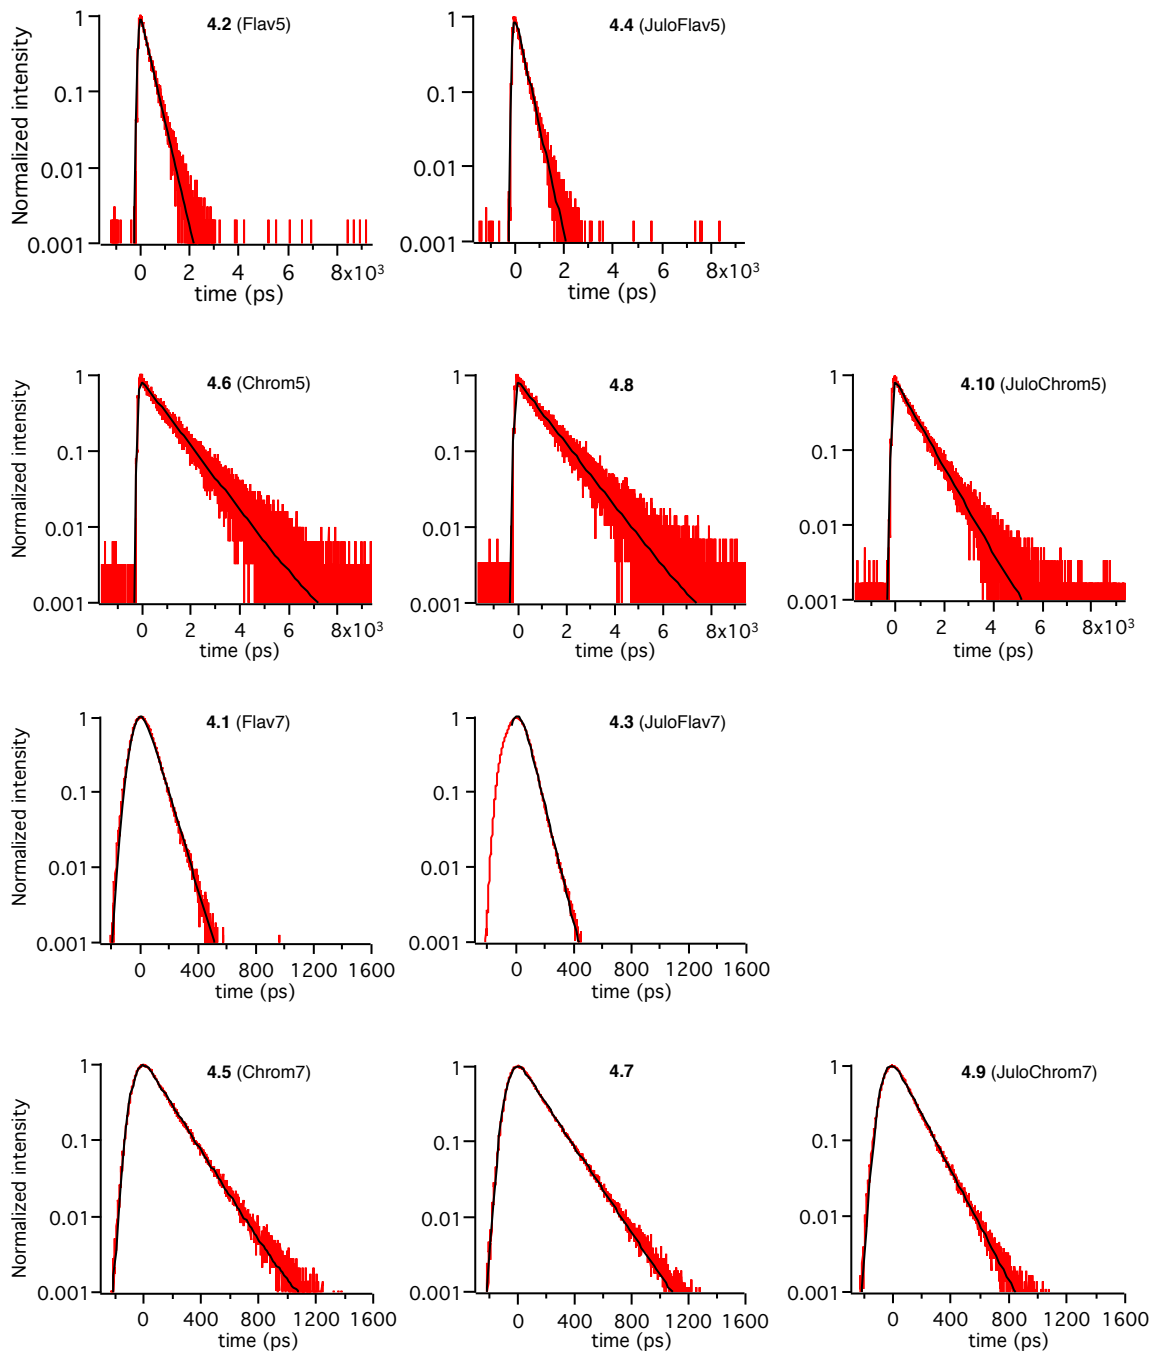 4.2 (Flav5)
Normalized intensity
1
0.1
0.01
0.001
0 2 4 6 8x10³
time (ps)
4.4 (JuloFlav5)
1
0.1
0.01
0.001
0 2 4 6 8x10³
time (ps)
4.6 (Chrom5)
Normalized intensity
1
0.1
0.01
0.001
0 2 4 6 8x10³
time (ps)
4.8
1
0.1
0.01
0.001
0 2 4 6 8x10³
time (ps)
4.10 (JuloChrom5)
1
0.1
0.01
0.001
0 2 4 6 8x10³
time (ps)
4.1 (Flav7)
Normalized intensity
1
0.1
0.01
0.001
0 400 800 1200 1600
time (ps)
4.3 (JuloFlav7)
1
0.1
0.01
0.001
0 400 800 1200 1600
time (ps)
4.5 (Chrom7)
Normalized intensity
1
0.1
0.01
0.001
0 400 800 1200 1600
time (ps)
4.7
1
0.1
0.01
0.001
0 400 800 1200 1600
time (ps)
4.9 (JuloChrom7)
1
0.1
0.01
0.001
0 400 800 1200 1600
time (ps)